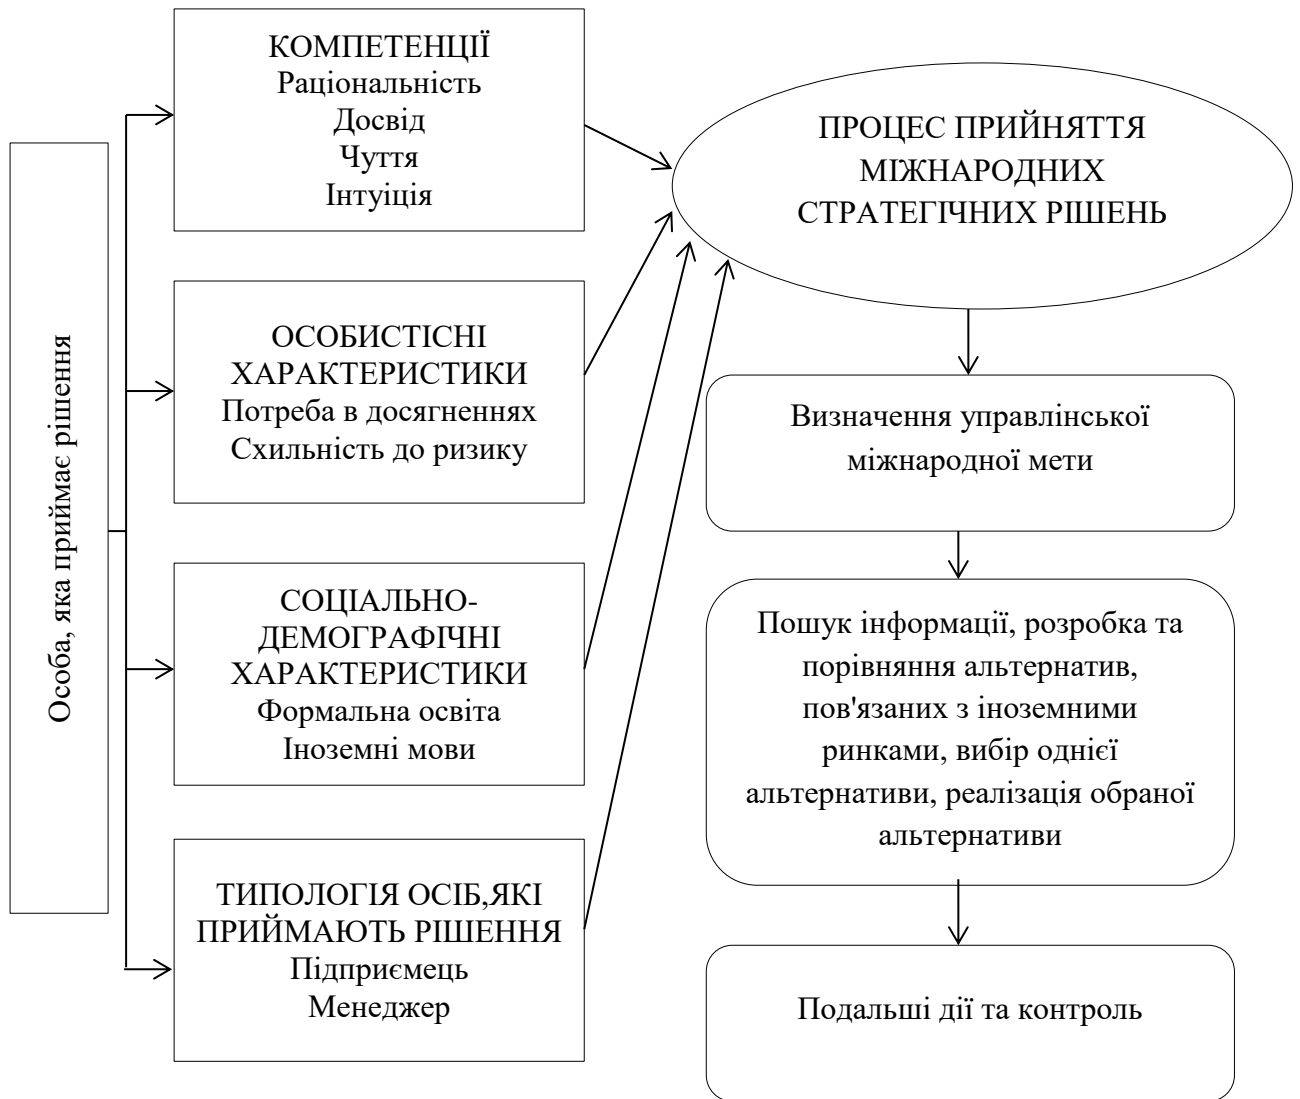 Особа, яка приймає рішення
КОМПЕТЕНЦІЇ
Раціональність
Досвід
Чуття
Інтуіція
ОСОБИСТІСНІ
ХАРАКТЕРИСТИКИ
Потреба в досягненнях
Схильність до ризику
СОЦІАЛЬНО-
ДЕМОГРАФІЧНІ
ХАРАКТЕРИСТИКИ
Формальна освіта
Іноземні мови
ТИПОЛОГІЯ ОСІБ,ЯКІ
ПРИЙМАЮТЬ РІШЕННЯ
Підприємець
Менеджер
ПРОЦЕС ПРИЙНЯТТЯ
МІЖНАРОДНИХ
СТРАТЕГІЧНИХ РІШЕНЬ
Визначення управлінської
міжнародної мети
Пошук інформації, розробка та
порівняння альтернатив,
пов'язаних з іноземними
ринками, вибір однієї
альтернативи, реалізація обраної
альтернативи
Подальші дії та контроль